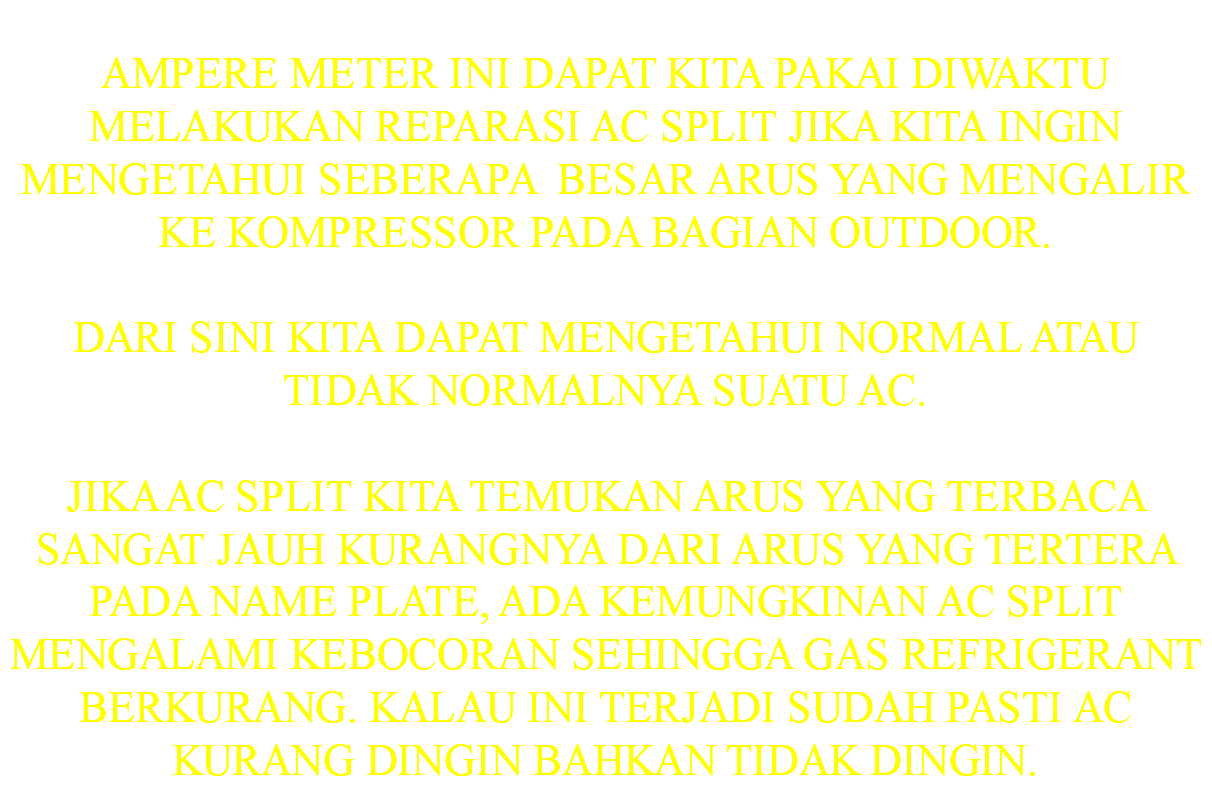 AMPERE METER INI DAPAT KITA PAKAI DIWAKTU
MELAKUKAN REPARASI AC SPLIT JIKA KITA INGIN
MENGETAHUI SEBERAPA  BESAR ARUS YANG MENGALIR
KE KOMPRESSOR PADA BAGIAN OUTDOOR.
DARI SINI KITA DAPAT MENGETAHUI NORMAL ATAU
TIDAK NORMALNYA SUATU AC.
JIKA AC SPLIT KITA TEMUKAN ARUS YANG TERBACA
SANGAT JAUH KURANGNYA DARI ARUS YANG TERTERA
PADA NAME PLATE, ADA KEMUNGKINAN AC SPLIT
MENGALAMI KEBOCORAN SEHINGGA GAS REFRIGERANT
BERKURANG. KALAU INI TERJADI SUDAH PASTI AC
KURANG DINGIN BAHKAN TIDAK DINGIN.